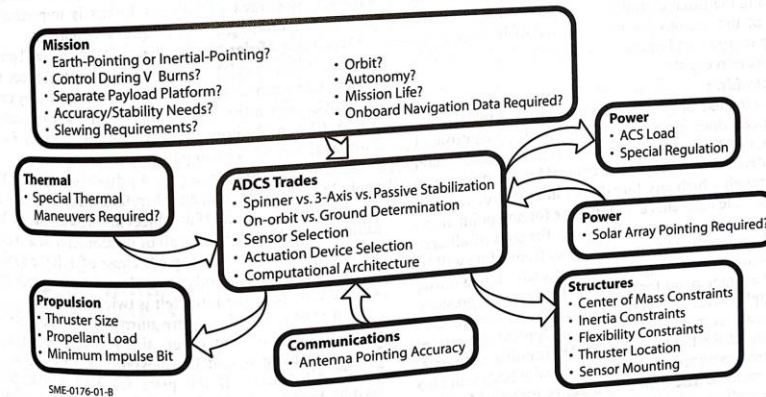 Mission
• Earth-Pointing or Inertial-Pointing?
• Control During V Burns?
• Separate Payload Platform?
• Accuracy/Stability Needs?
• Slewing Requirements?
• Orbit?
• Autonomy?
• Mission Life?
• Onboard Navigation Data Required?
Power
• ACS Load
• Special Regulation
Thermal
• Special Thermal
Maneuvers Required?
ADCS Trades
• Spinner vs. 3-Axis vs. Passive Stabilization
• On-orbit vs. Ground Determination
• Sensor Selection
• Actuation Device Selection
• Computational Architecture
Power
• Solar Array Pointing Required?
Propulsion
• Thruster Size
• Propellant Load
• Minimum Impulse Bit
Communications
• Antenna Pointing Accuracy
Structures
• Center of Mass Constraints
• Inertia Constraints
• Flexibility Constraints
• Thruster Location
• Sensor Mounting
SME-0176-01-B